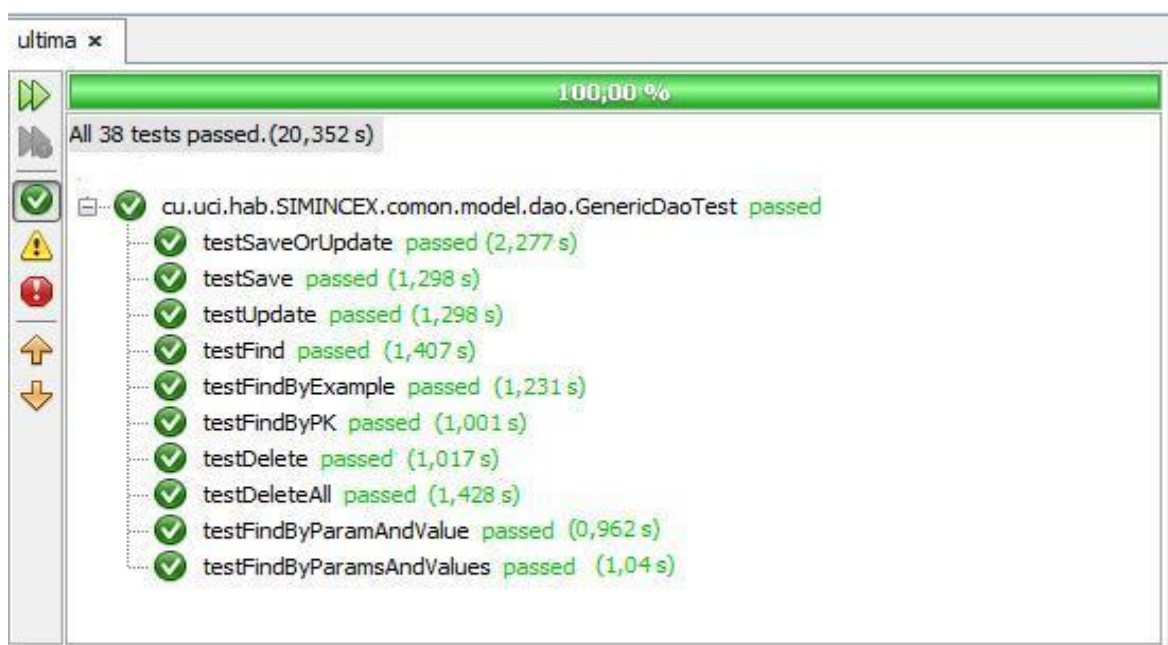 ultima ×
100,00 %
All 38 tests passed.(20,352 s)
cu.uci.hab.SIMINCEX.comon.model.dao.GenericDaoTest passed
testSaveOrUpdate passed (2,277 s)
testSave passed (1,298 s)
testUpdate passed (1,298 s)
testFind passed (1,407 s)
testFindByExample passed (1,231 s)
testFindByPK passed (1,001 s)
testDelete passed (1,017 s)
testDeleteAll passed (1,428 s)
testFindByParamAndValue passed (0,962 s)
testFindByParamsAndValues passed (1,04 s)